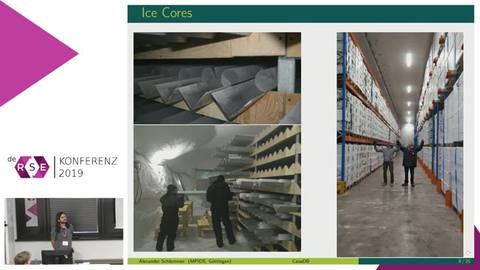 Ice Cores
de
RSE
KONFERENZ
2019
Alexander Schlemmer (MPIDS, Göttingen)
CaosDB